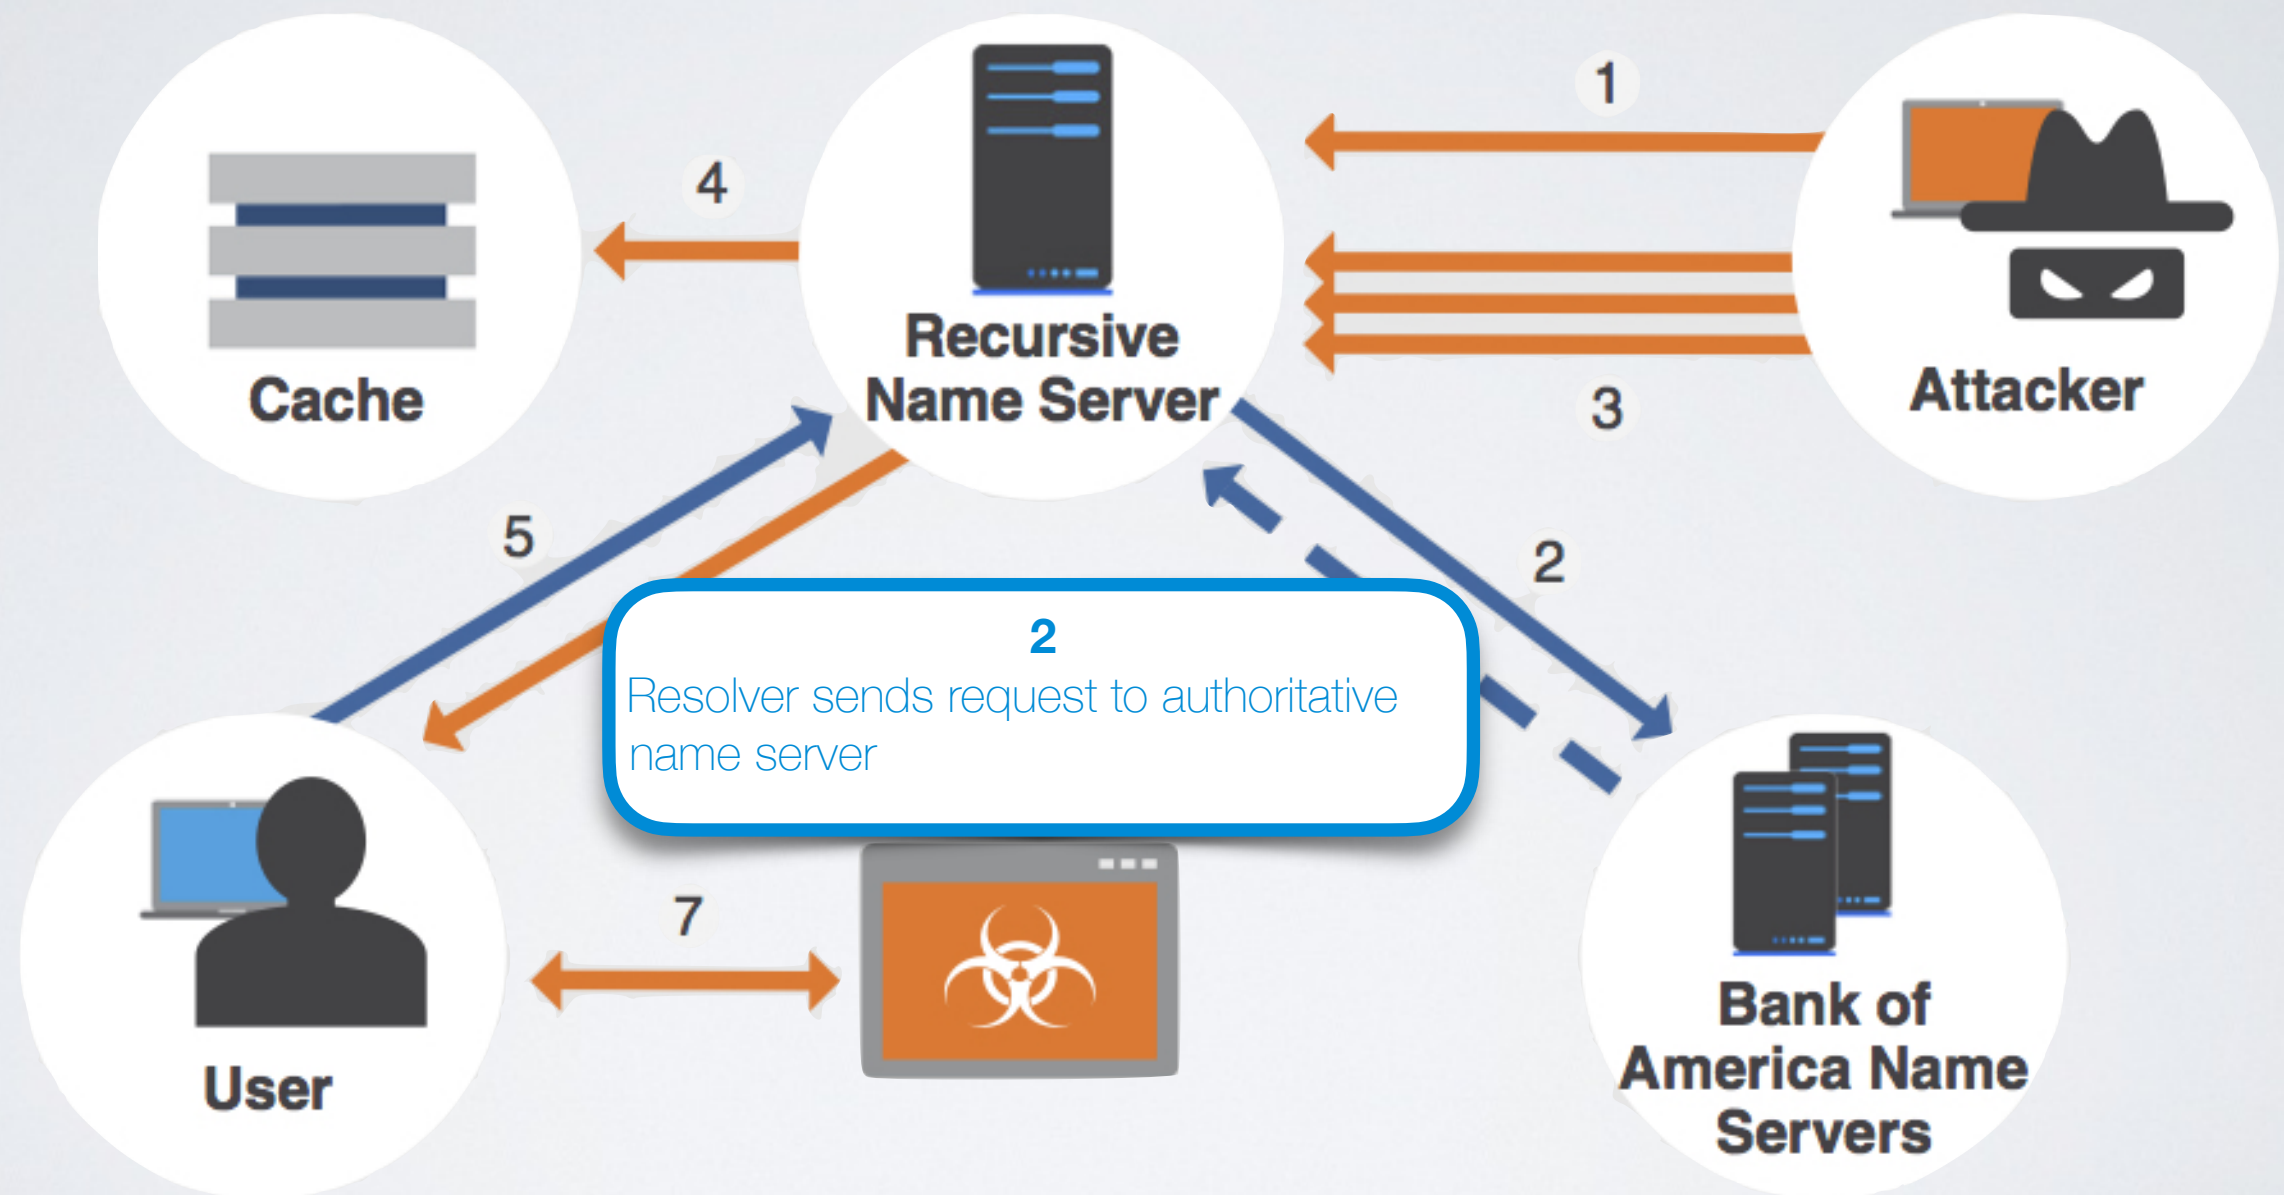 1
4
Recursive
Name Server
Cache
Attacker
3
5
2
2
Resolver sends request to authoritative
name server
7
User
Bank of
America Name
Servers